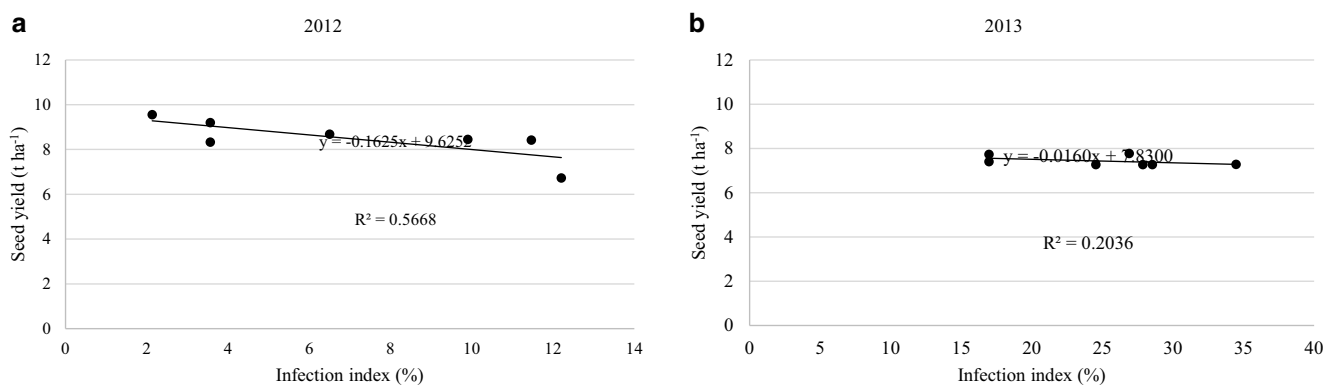 a
2012
12
10
8
6
4
2
0
Seed yield (t ha-1)
y = -0.1625x + 9.6252
R² = 0.5668
0 2 4 6 8 10 12 14
Infection index (%)
b
2013
12
10
8
6
4
2
0
Seed yield (t ha-1)
y = -0.0160x + 7.8300
R² = 0.2036
0 5 10 15 20 25 30 35 40
Infection index (%)